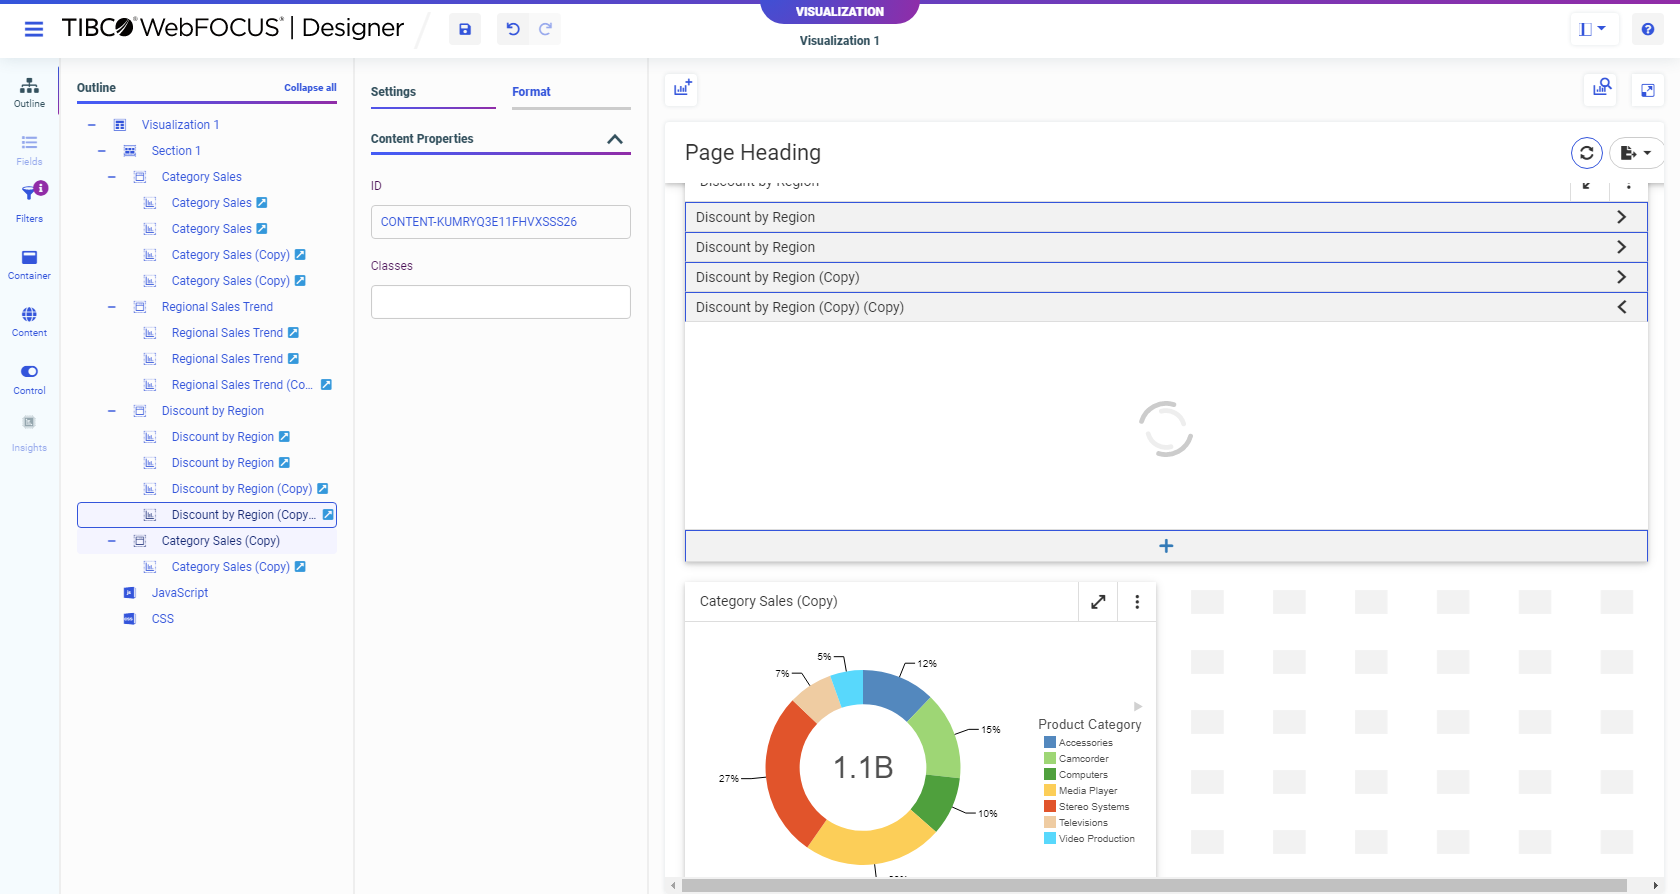 VISUALIZATION
TIBCO® WebFOCUS® | Designer
Visualization 1
Outline
Fields
Filters
Container
Content
Control
Insights
Outline
Collapse all
Visualization 1
Section 1
Category Sales
Category Sales
Category Sales
Category Sales (Copy)
Category Sales (Copy)
Regional Sales Trend
Regional Sales Trend
Regional Sales Trend
Regional Sales Trend (Co...
Discount by Region
Discount by Region
Discount by Region
Discount by Region (Copy)
Discount by Region (Copy...
Category Sales (Copy)
Category Sales (Copy)
JavaScript
CSS
Settings
Format
Content Properties
ID
CONTENT-KUMRYQ3E11FHVXSSS26
Classes
Page Heading
Discount by Region
Discount by Region
Discount by Region
Discount by Region (Copy)
Discount by Region (Copy) (Copy)
Category Sales (Copy)
5%
12%
7%
15%
27%
10%
1.1B
Product Category
Accessories
Camcorder
Computers
Media Player
Stereo Systems
Televisions
Video Production